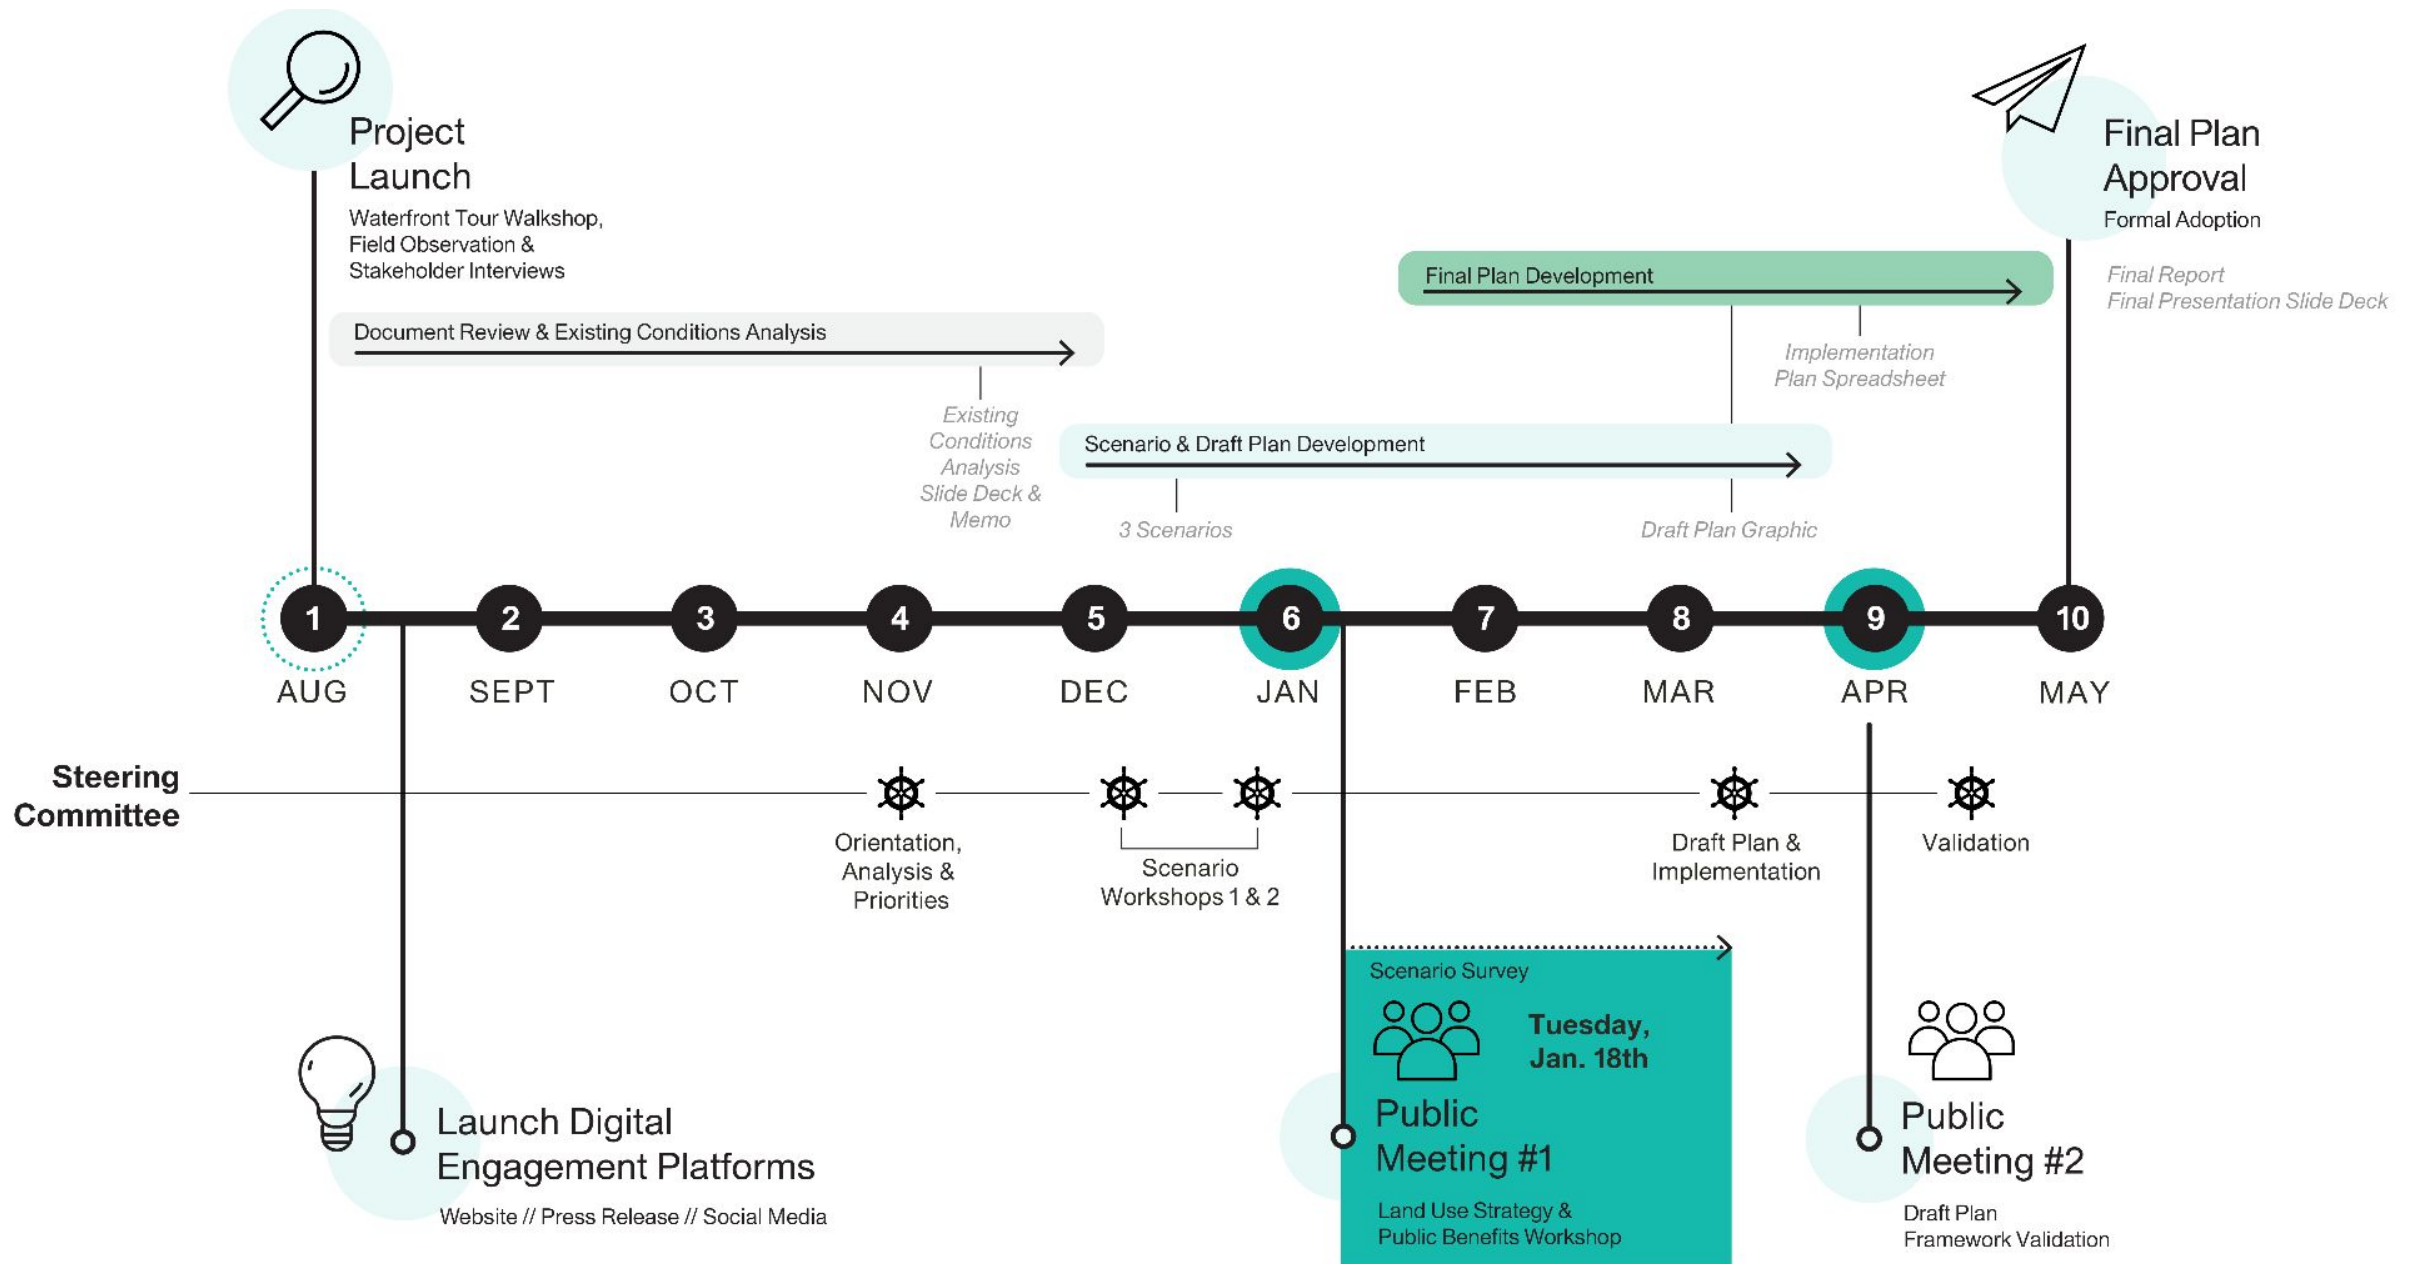 Project
Launch
Waterfront Tour Walkshop,
Field Observation &
Stakeholder Interviews
Final Plan
Approval
Formal Adoption
Final Report
Final Presentation Slide Deck
Final Plan Development
Implementation
Plan Spreadsheet
Document Review & Existing Conditions Analysis
Existing
Conditions
Analysis
Slide Deck &
Memo
Scenario & Draft Plan Development
3 Scenarios
Draft Plan Graphic
1 2 3 4 5 6 7 8 9 10
AUG SEPT OCT NOV DEC JAN FEB MAR APR MAY
Steering
Committee
Orientation,
Analysis &
Priorities
Scenario
Workshops 1 & 2
Draft Plan &
Implementation
Validation
Launch Digital
Engagement Platforms
Website // Press Release // Social Media
Scenario Survey
Tuesday,
Jan. 18th
Public
Meeting #1
Land Use Strategy &
Public Benefits Workshop
Public
Meeting #2
Draft Plan
Framework Validation